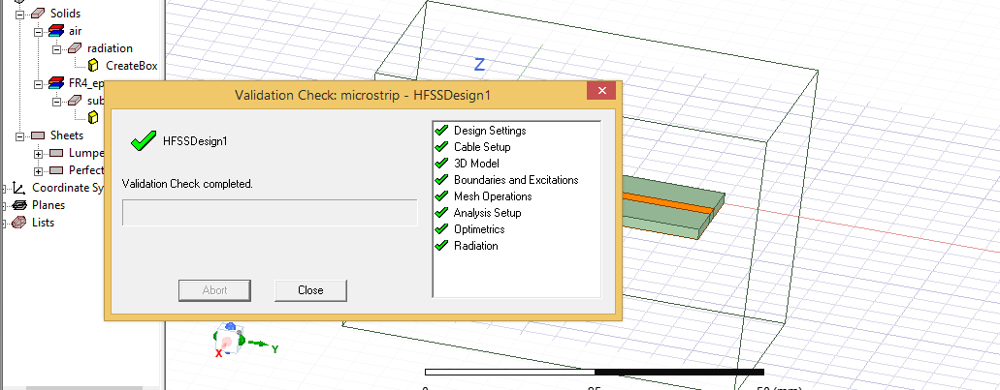 Solids
air
radiation
CreateBox
FR4_ep
sub
Sheets
Lumpe
Perfect
Coordinate Sy
Planes
Lists
Z
Validation Check: microstrip - HFSSDesign1
HFSSDesign1
Validation Check completed.
Abort
Close
Design Settings
Cable Setup
3D Model
Boundaries and Excitations
Mesh Operations
Analysis Setup
Optimetrics
Radiation
X
Y
0 25 50 (mm)